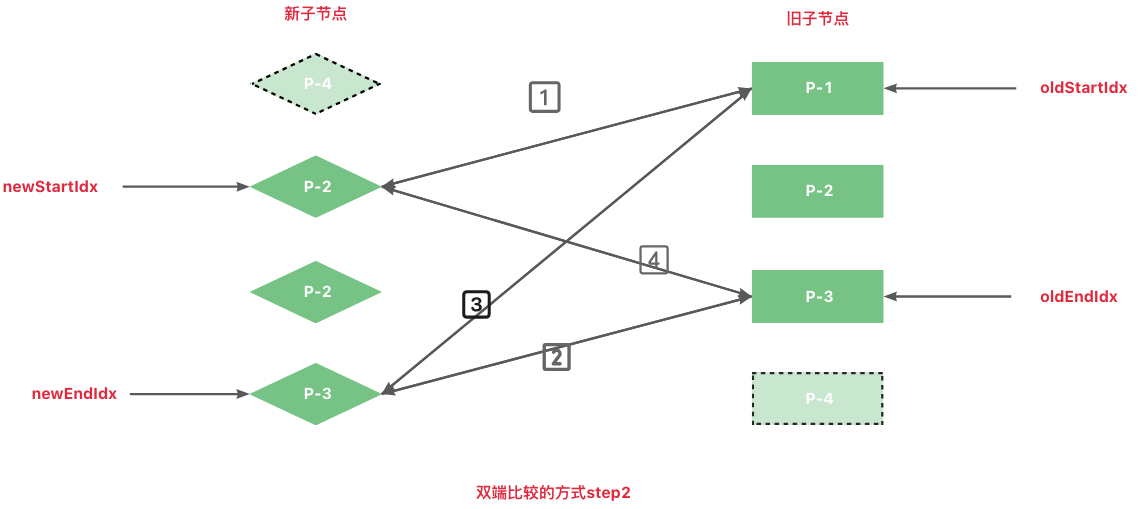 新子节点
旧子节点
P-4
1
P-1
oldStartIdx
newStartIdx
P-2
P-2
4
P-2
3
P-3
oldEndIdx
2
newEndIdx
P-3
P-4
双端比较的方式step2